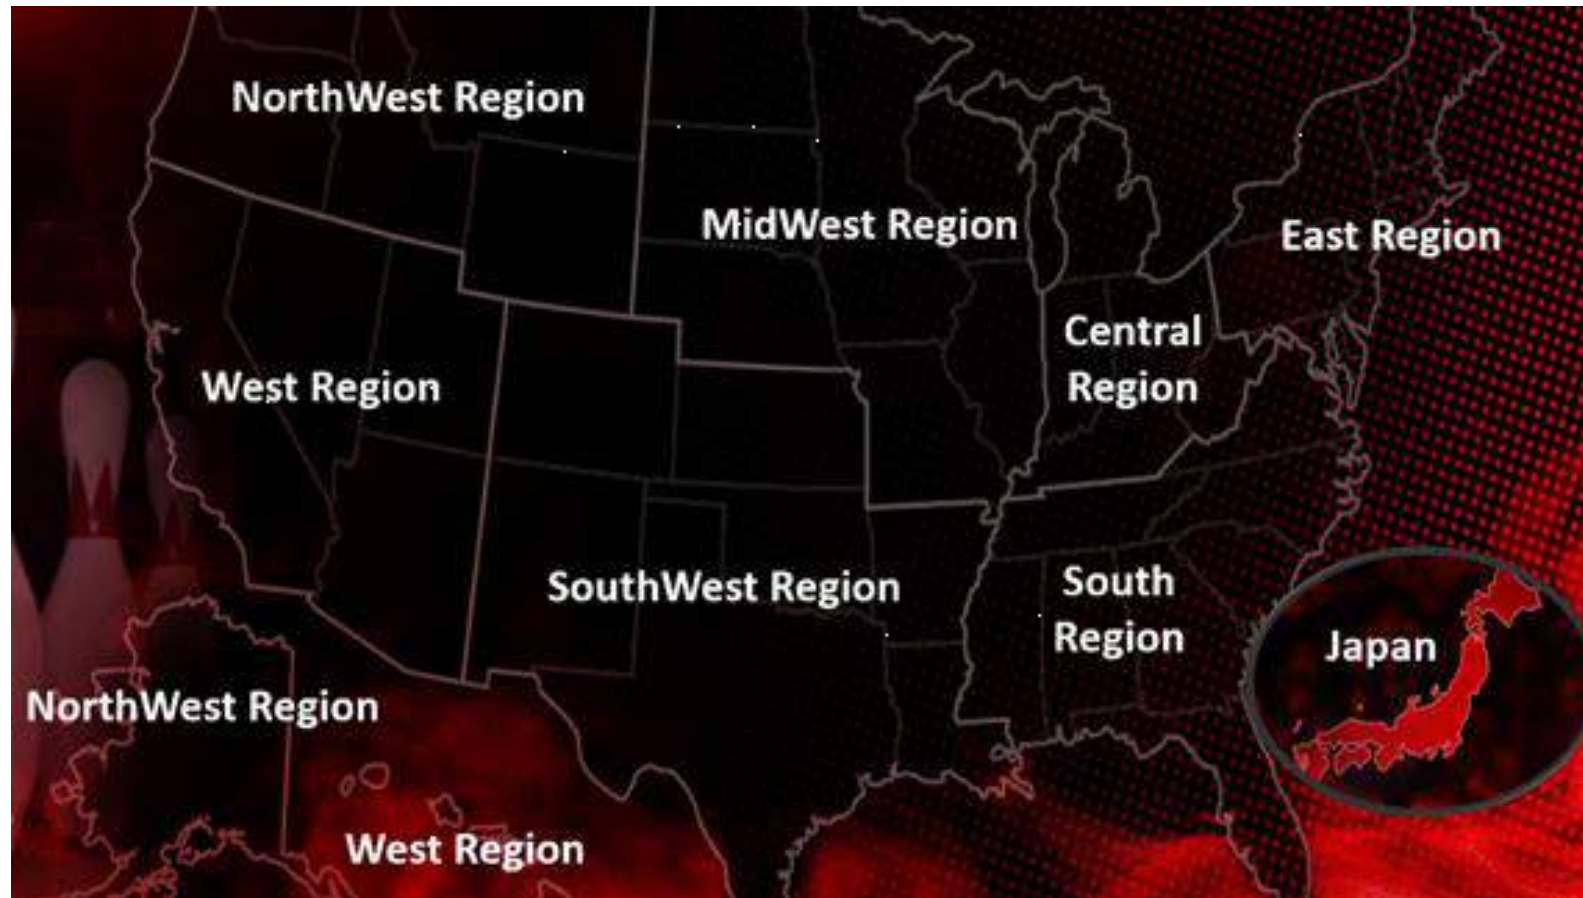 NorthWest Region
MidWest Region
East Region
Central
Region
West Region
SouthWest Region
South
Region
Japan
NorthWest Region
West Region